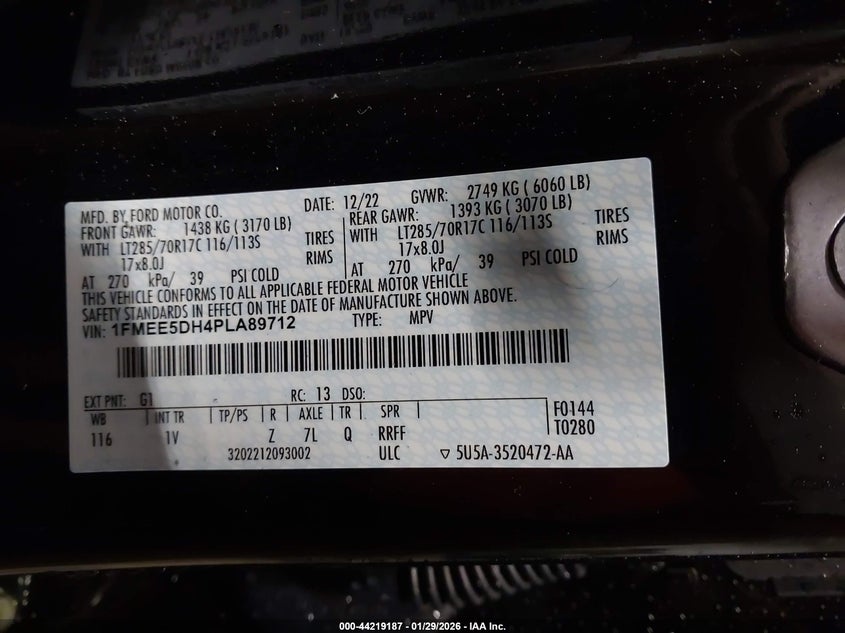 MFD. BY FORD MOTOR CO.
DATE: 12/22 GVWR: 2749 KG ( 6060 LB)
FRONT GAWR: 1438 KG ( 3170 LB) REAR GAWR: 1393 KG ( 3070 LB)
WITH LT285/70R17C 116/113S TIRES WITH LT285/70R17C 116/113S TIRES
17x8.0J RIMS 17x8.0J RIMS
AT 270 kPa/ 39 PSI COLD AT 270 kPa/ 39 PSI COLD
THIS VEHICLE CONFORMS TO ALL APPLICABLE FEDERAL MOTOR VEHICLE
SAFETY STANDARDS IN EFFECT ON THE DATE OF MANUFACTURE SHOWN ABOVE.
VIN: 1FMEE5DH4PLA89712 TYPE: MPV
EXT PNT: G1 RC: 13 DSO:
WB INT TR TP/PS R AXLE TR SPR F0144
116 1V Z 7L Q RRFF T0280
3202212093002 ULC ▽ 5U5A-3520472-AA
000-44219187 - 01/29/2026 - IAA Inc.